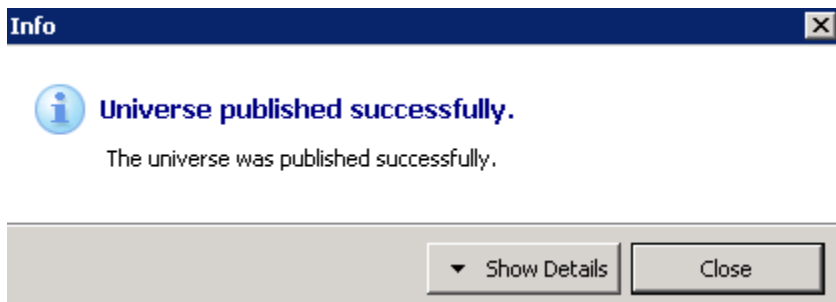 Info
Universe published successfully.
The universe was published successfully.
Show Details
Close